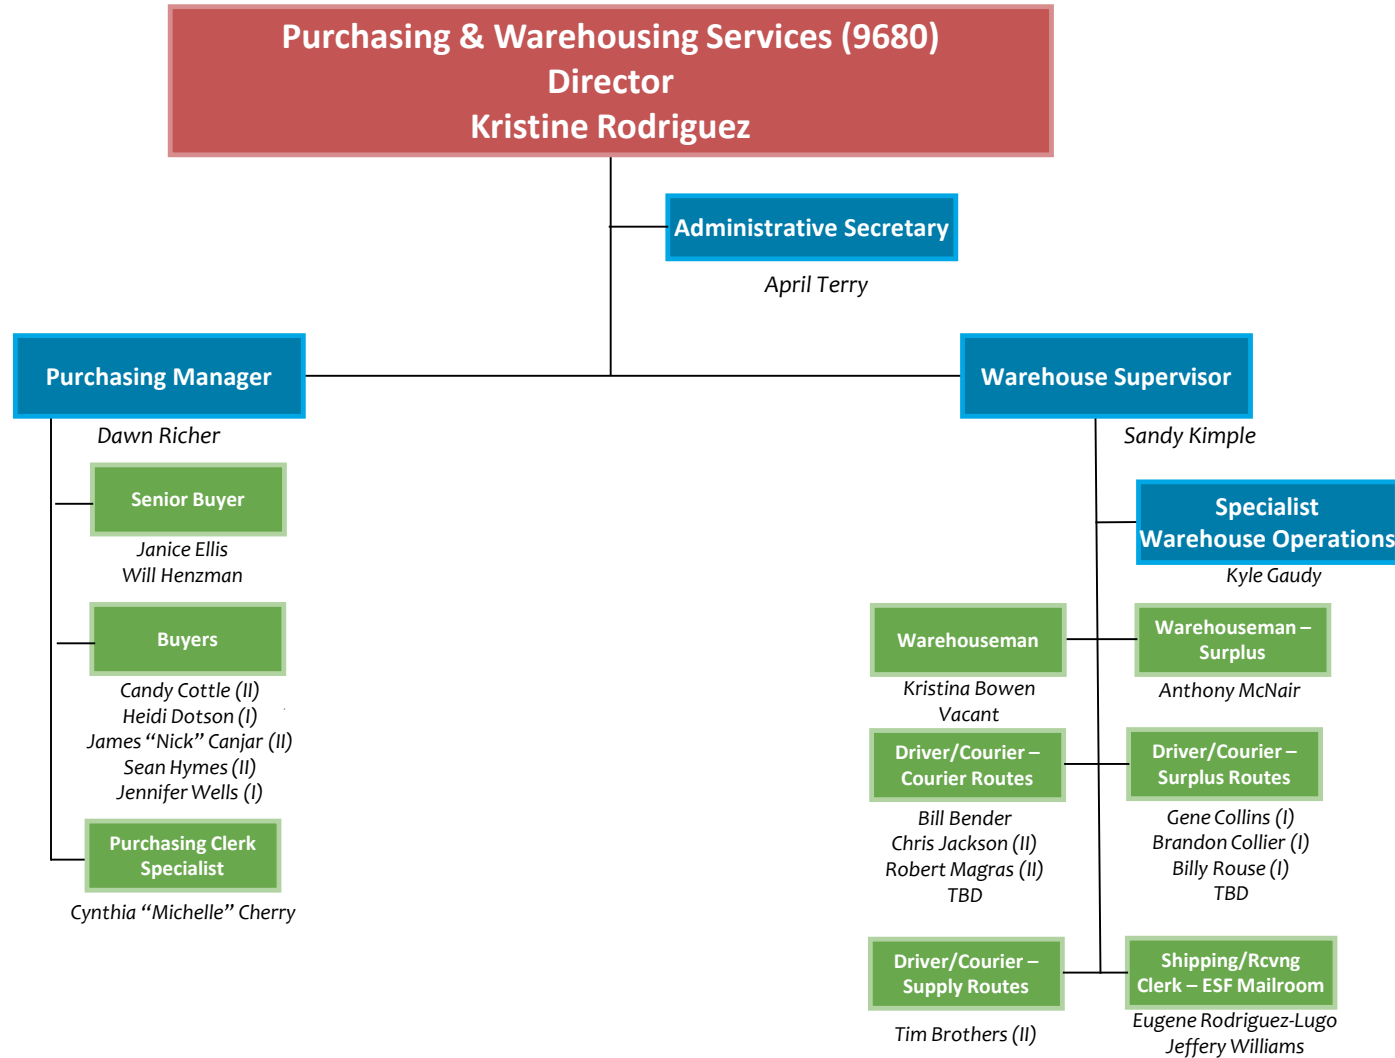 Purchasing & Warehousing Services (9680)
Director
Kristine Rodriguez
Administrative Secretary
April Terry
Purchasing Manager
Dawn Richer
Senior Buyer
Janice Ellis
Will Henzman
Buyers
Candy Cottle (II)
Heidi Dotson (I)
James “Nick” Canjar (II)
Sean Hymes (II)
Jennifer Wells (I)
Purchasing Clerk
Specialist
Cynthia “Michelle” Cherry
Warehouse Supervisor
Sandy Kimple
Specialist
Warehouse Operations
Kyle Gaudy
Warehouseman
Kristina Bowen
Vacant
Warehouseman –
Surplus
Anthony McNair
Driver/Courier –
Courier Routes
Bill Bender
Chris Jackson (II)
Robert Magras (II)
TBD
Driver/Courier –
Surplus Routes
Gene Collins (I)
Brandon Collier (I)
Billy Rouse (I)
TBD
Driver/Courier –
Supply Routes
Tim Brothers (II)
Shipping/Rcvng
Clerk – ESF Mailroom
Eugene Rodriguez-Lugo
Jeffery Williams